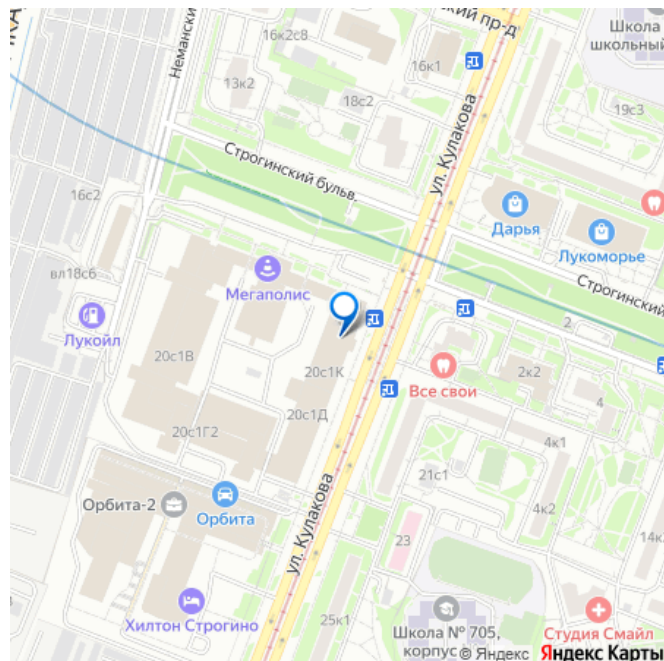 ский пр-д
Школа
школьный
16к2с8
16к1
Неманский
13к2
18с2
19с3
ул. Кулакова
Строгинский бульв.
16с2
Дарья
Лукоморье
Мегаполис
Строгинский
вл18с6
Лукойл
2
20с1В
20с1К
Все свои
2к2
4
20с1Д
20с1Г2
4к1
21с1
Орбита-2
Орбита
ул. Кулакова
4к2
23
14к
Хилтон Строгино
25к1
Школа № 705,
корпус
Студия Смайл
© Яндекс Яндекс Карты